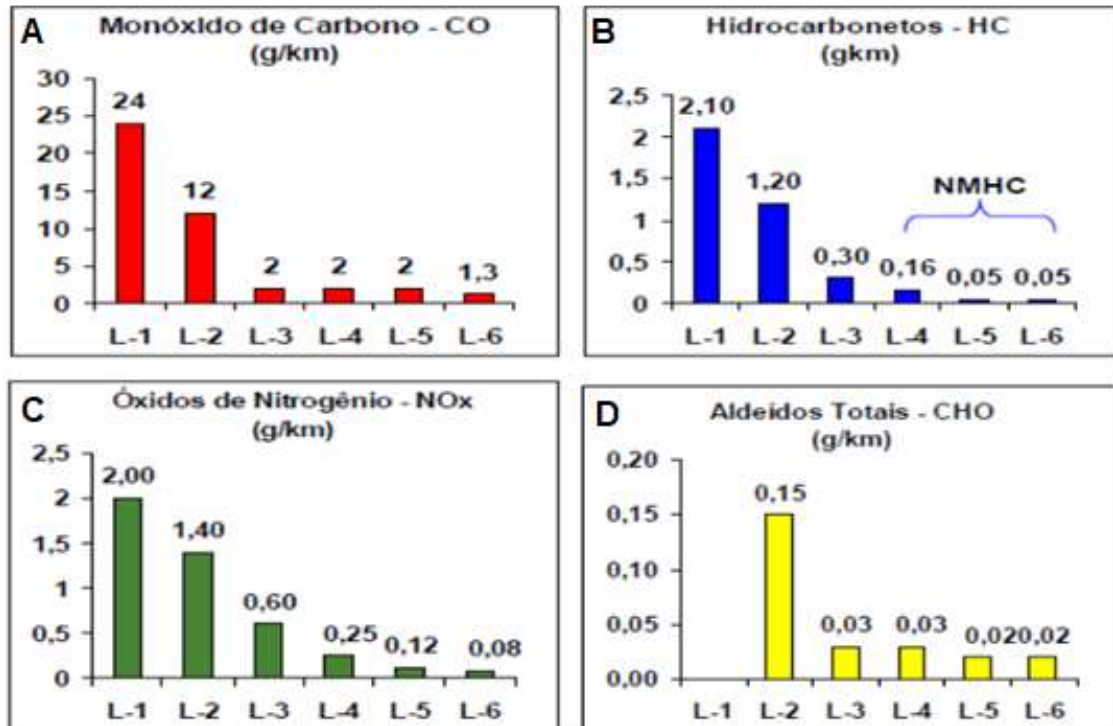 A
Monóxido de Carbono - CO
(g/km)
30
25
20
15
10
5
0
24
12
2
2
2
1,3
L-1 L-2 L-3 L-4 L-5 L-6
B
Hidrocarbonetos - HC
(gkm)
2,5
2
1,5
1
0,5
0
2,10
1,20
0,30
0,16
0,05
0,05
NMHC
L-1 L-2 L-3 L-4 L-5 L-6
C
Óxidos de Nitrogênio - NOx
(g/km)
2,5
2
1,5
1
0,5
0
2,00
1,40
0,60
0,25
0,12
0,08
L-1 L-2 L-3 L-4 L-5 L-6
D
Aldeídos Totais - CHO
(g/km)
0,20
0,15
0,10
0,05
0,00
0,15
0,03
0,03
0,02
0,02
L-1 L-2 L-3 L-4 L-5 L-6